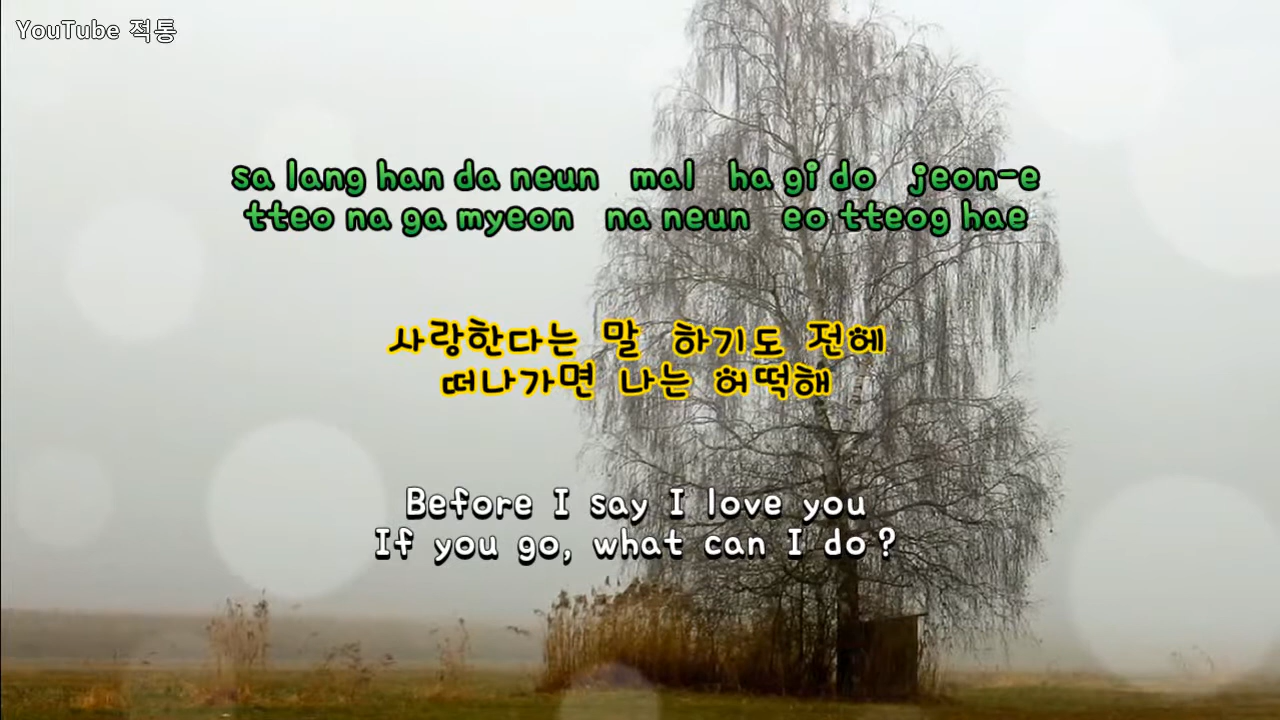 YouTube 적통
sa lang han da neun mal ha gi do jeon-e
tteo na ga myeon na neun eo tteog hae
사랑한다는 말 하기도 전헤
떠나가면 나는 허떡해
Before I say I love you
If you go, what can I do?